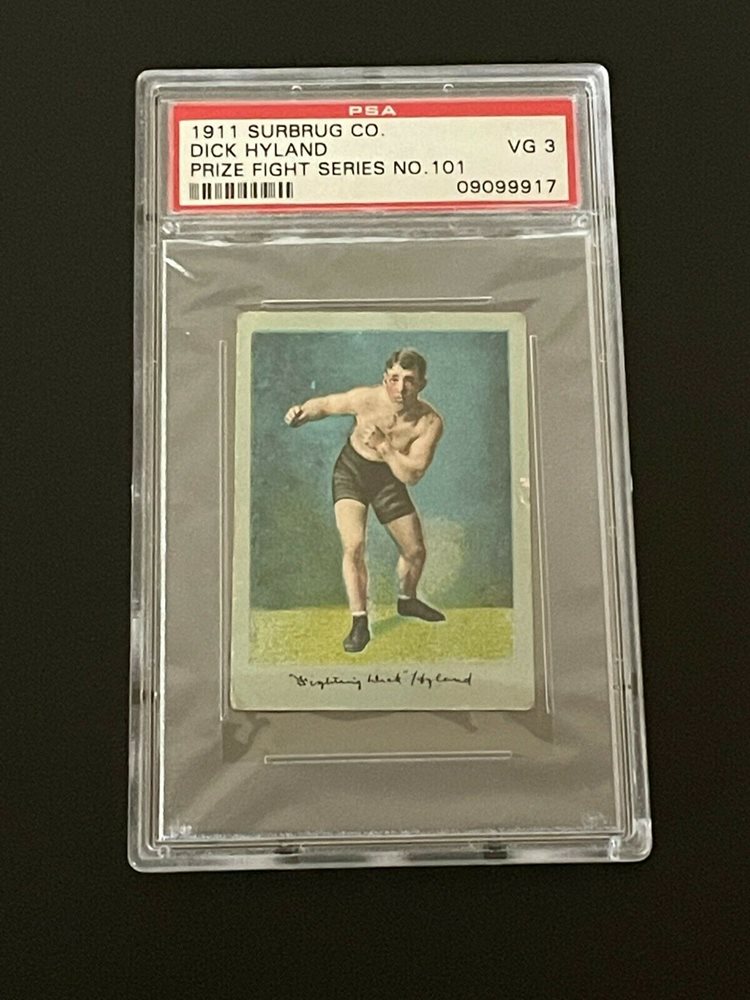 PSA
1911 SURBRUG CO.
DICK HYLAND VG 3
PRIZE FIGHT SERIES NO.101
09099917
"Fighting Dick" Hyland